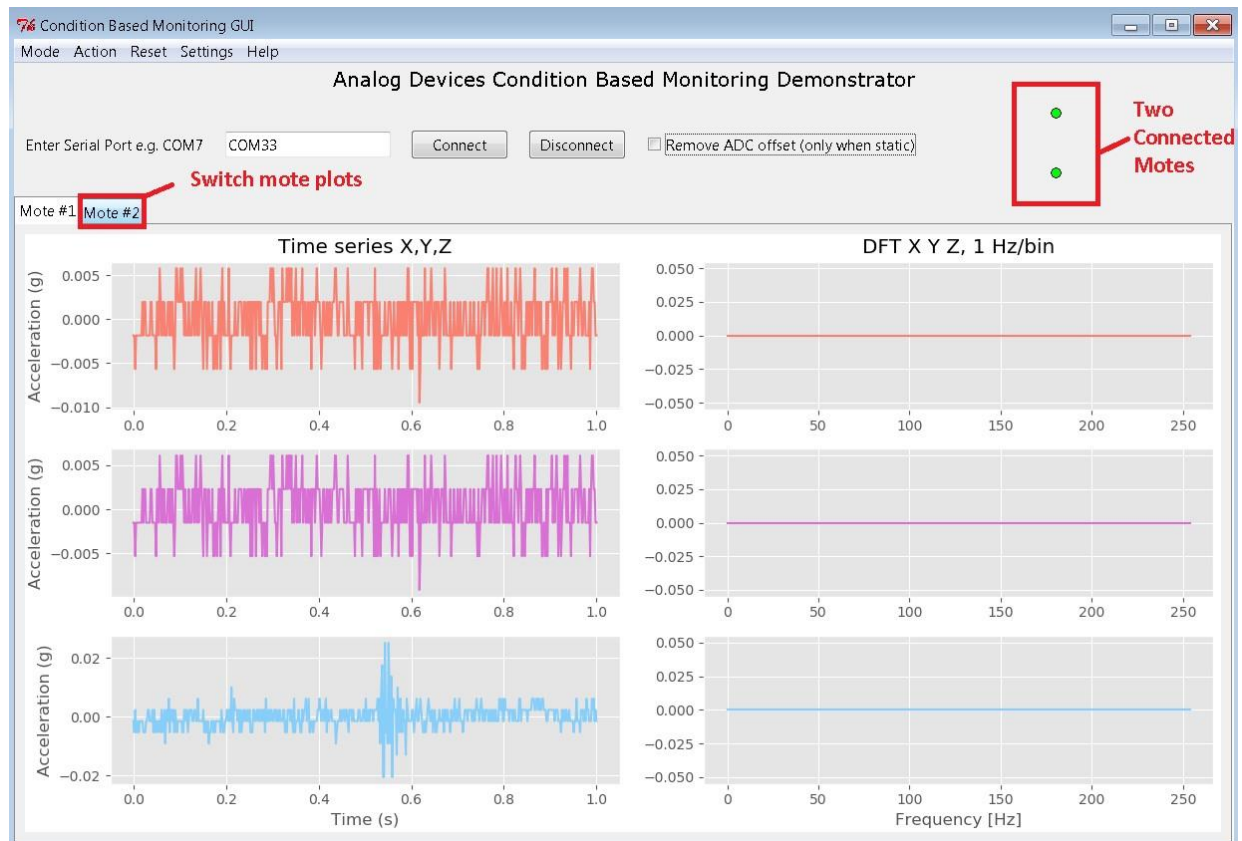 Condition Based Monitoring GUI
Mode Action Reset Settings Help
Analog Devices Condition Based Monitoring Demonstrator
Enter Serial Port e.g. COM7 COM33 Connect Disconnect Remove ADC offset (only when static)
Two
Connected
Motes
Switch mote plots
Mote #1 Mote #2
Time series X,Y,Z
Acceleration (g)
0.005
0.000
−0.005
−0.010
0.0 0.2 0.4 0.6 0.8 1.0
DFT X Y Z, 1 Hz/bin
0.050
0.025
0.000
−0.025
−0.050
0 50 100 150 200 250
Acceleration (g)
0.005
0.000
−0.005
0.0 0.2 0.4 0.6 0.8 1.0
0.050
0.025
0.000
−0.025
−0.050
0 50 100 150 200 250
Acceleration (g)
0.02
0.00
−0.02
0.0 0.2 0.4 0.6 0.8 1.0
Time (s)
0.050
0.025
0.000
−0.025
−0.050
0 50 100 150 200 250
Frequency [Hz]